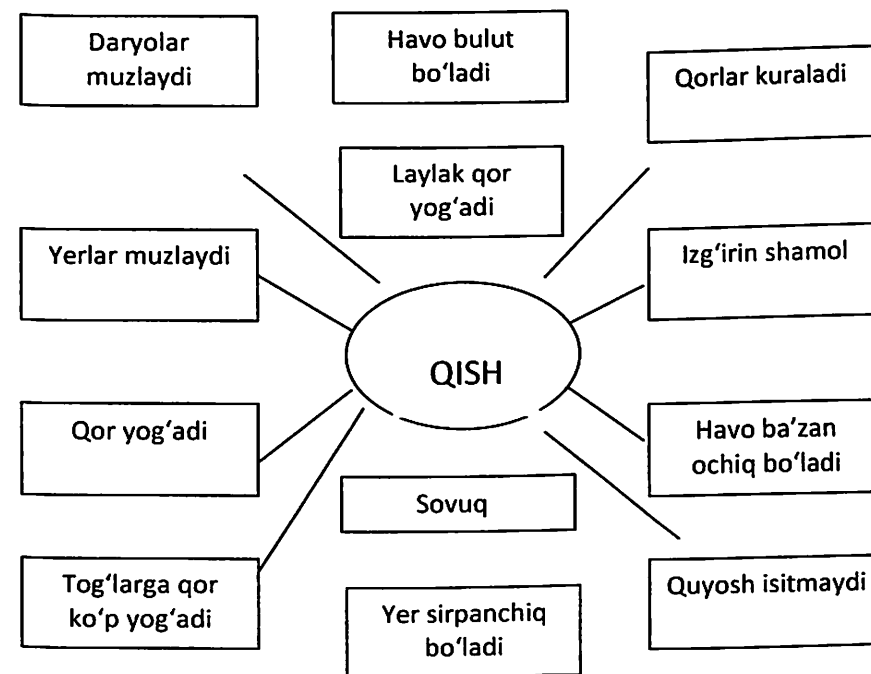 Daryolar
muzlaydi
Havo bulut
bo‘ladi
Qorlar kuraladi
Laylak qor
yog‘adi
Yerlar muzlaydi
Izg‘irin shamol
QISH
Qor yog‘adi
Havo ba’zan
ochiq bo‘ladi
Sovuq
Tog‘larga qor
ko‘p yog‘adi
Yer sirpanchiq
bo‘ladi
Quyosh isitmaydi